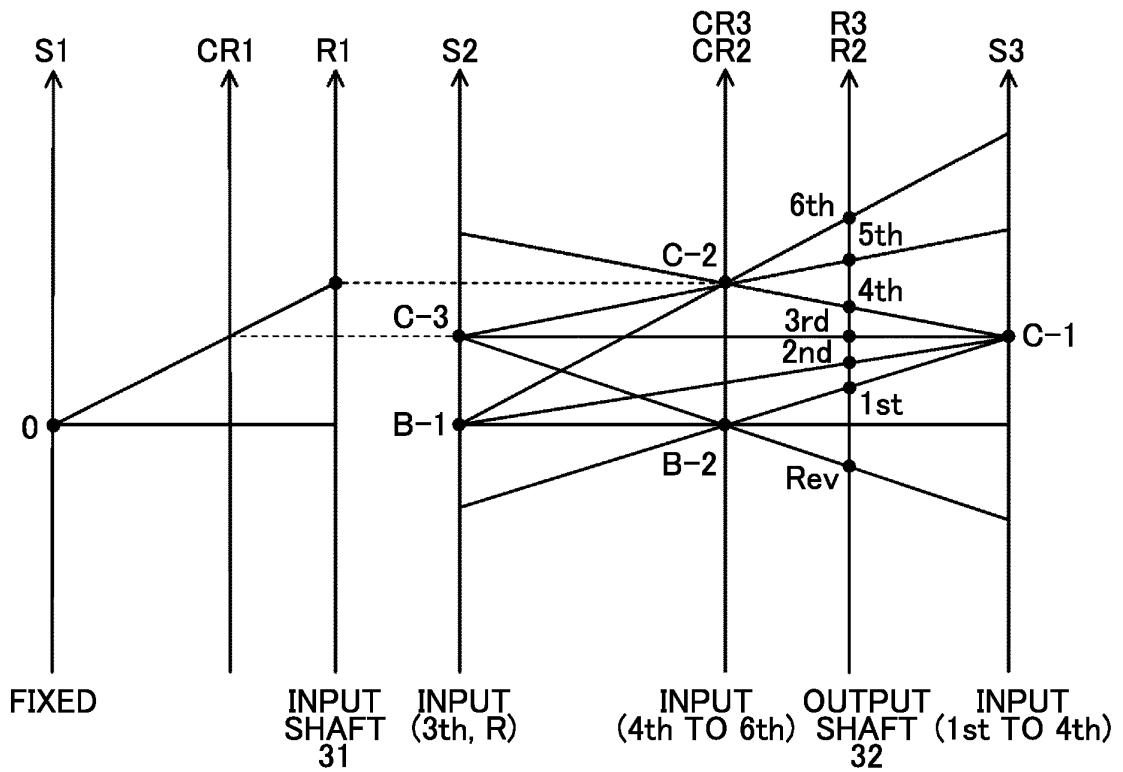 CR3
R3
S1
CR1
R1
S2
CR2
R2
S3
6th
5th
C-2
4th
C-3
3rd
C-1
2nd
1st
0
B-1
B-2
Rev
FIXED
INPUT
SHAFT
31
INPUT
(3th, R)
INPUT
(4th TO 6th)
OUTPUT
SHAFT
32
INPUT
(1st TO 4th)